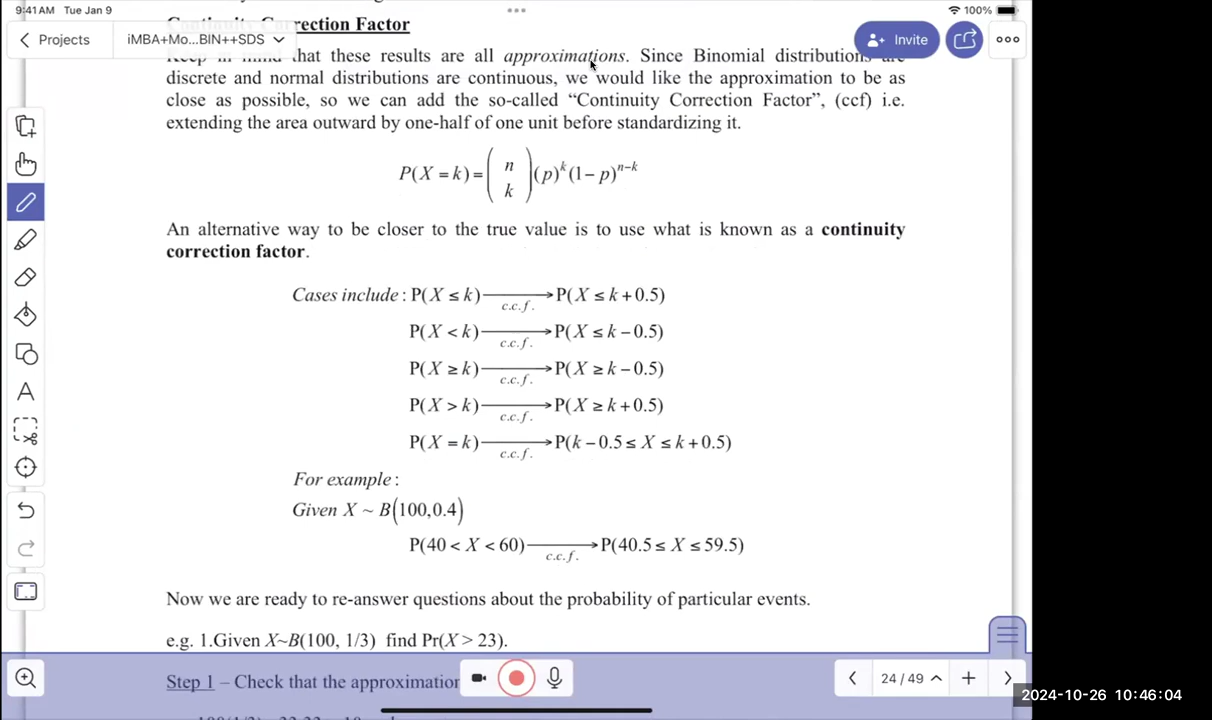 9:41 AM Tue Jan 9
100%
Continuity Correction Factor
Projects
iMBA+Mo...BIN++SDS
Invite
Keep in mind that these results are all approximations. Since Binomial distributions are
discrete and normal distributions are continuous, we would like the approximation to be as
close as possible, so we can add the so-called “Continuity Correction Factor”, (ccf) i.e.
extending the area outward by one-half of one unit before standardizing it.
P(X = k) = (n k) (p)^k (1 − p)^{n−k}
An alternative way to be closer to the true value is to use what is known as a continuity
correction factor.
Cases include : P(X ≤ k) ⟶ c.c.f. P(X ≤ k + 0.5)
P(X < k) ⟶ c.c.f. P(X ≤ k − 0.5)
P(X ≥ k) ⟶ c.c.f. P(X ≥ k − 0.5)
P(X > k) ⟶ c.c.f. P(X ≥ k + 0.5)
P(X = k) ⟶ c.c.f. P(k − 0.5 ≤ X ≤ k + 0.5)
For example :
Given X ~ B(100,0.4)
P(40 < X < 60) ⟶ c.c.f. P(40.5 ≤ X ≤ 59.5)
Now we are ready to re-answer questions about the probability of particular events.
e.g. 1.Given X~B(100, 1/3) find Pr(X > 23).
Step 1 – Check that the approximation
24 / 49
2024-10-26 10:46:04